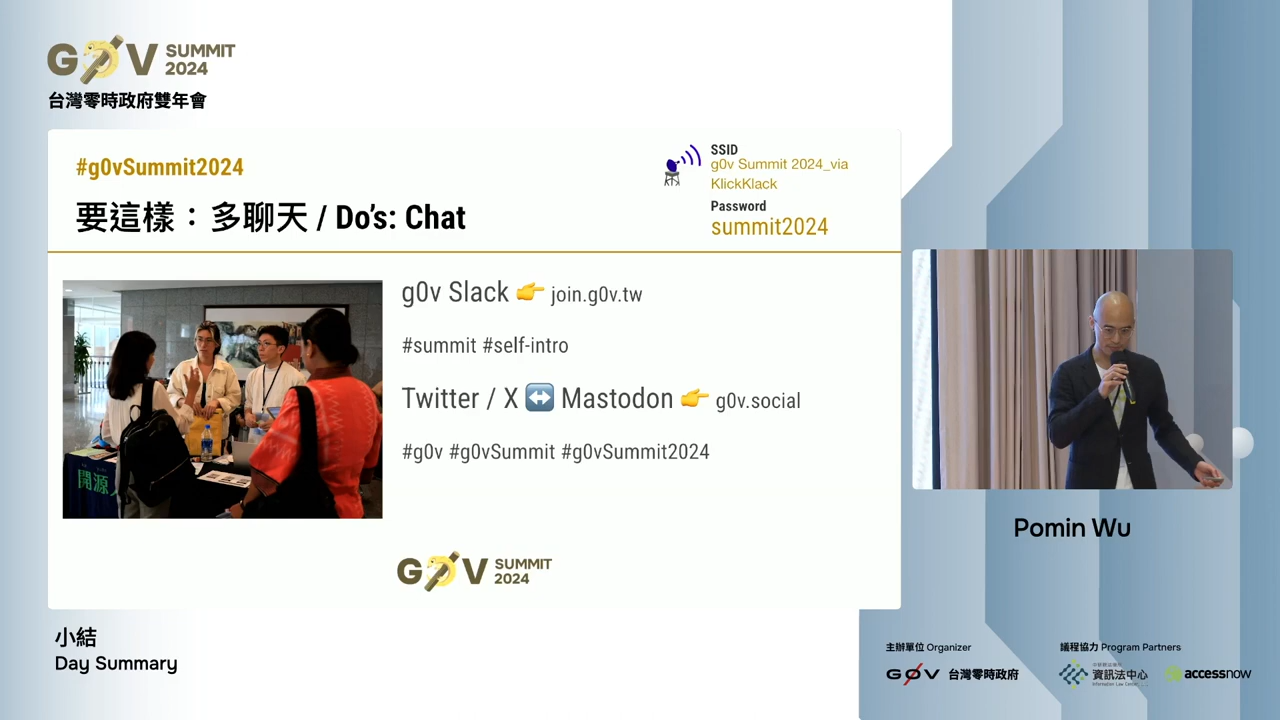 G0V SUMMIT 2024
台灣零時政府雙年會
#g0vSummit2024
要這樣：多聊天 / Do’s: Chat
SSID
g0v Summit 2024_via
KlickKlack
Password
summit2024
g0v Slack 👉 join.g0v.tw
#summit #self-intro
Twitter / X ↔️ Mastodon 👉 g0v.social
#g0v #g0vSummit #g0vSummit2024
開源
G0V SUMMIT 2024
Pomin Wu
小結
Day Summary
主辦單位 Organizer
G0V 台灣零時政府
議程協力 Program Partners
資訊法中心
Information Law Center
accessnow